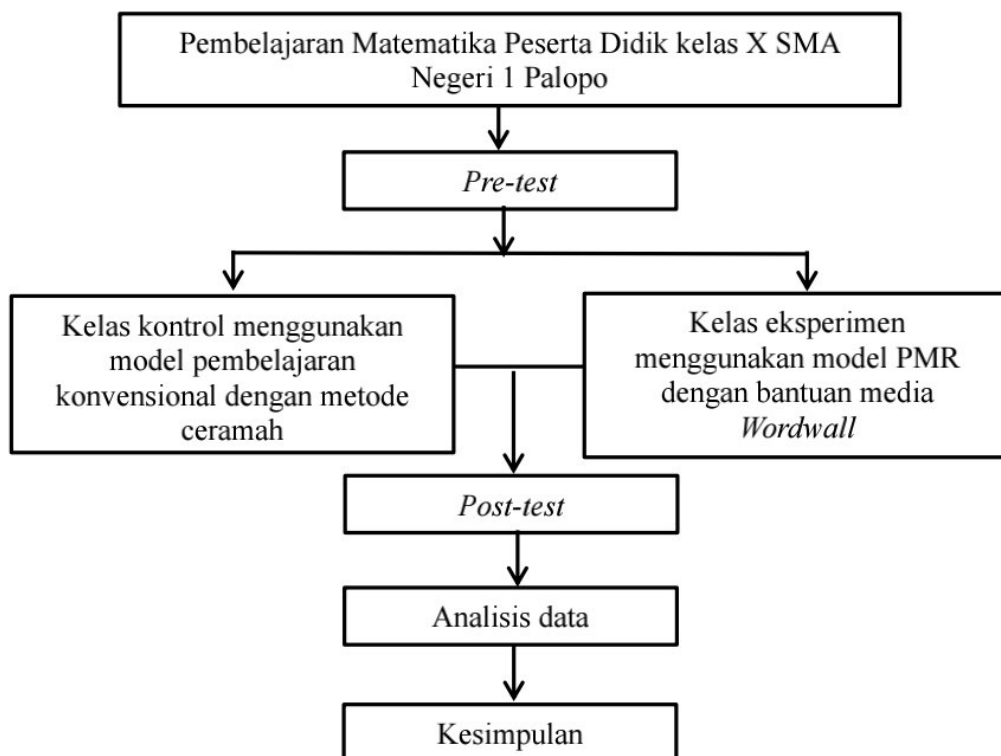 Pembelajaran Matematika Peserta Didik kelas X SMA
Negeri 1 Palopo
Pre-test
Kelas kontrol menggunakan
model pembelajaran
konvensional dengan metode
ceramah
Kelas eksperimen
menggunakan model PMR
dengan bantuan media
Wordwall
Post-test
Analisis data
Kesimpulan